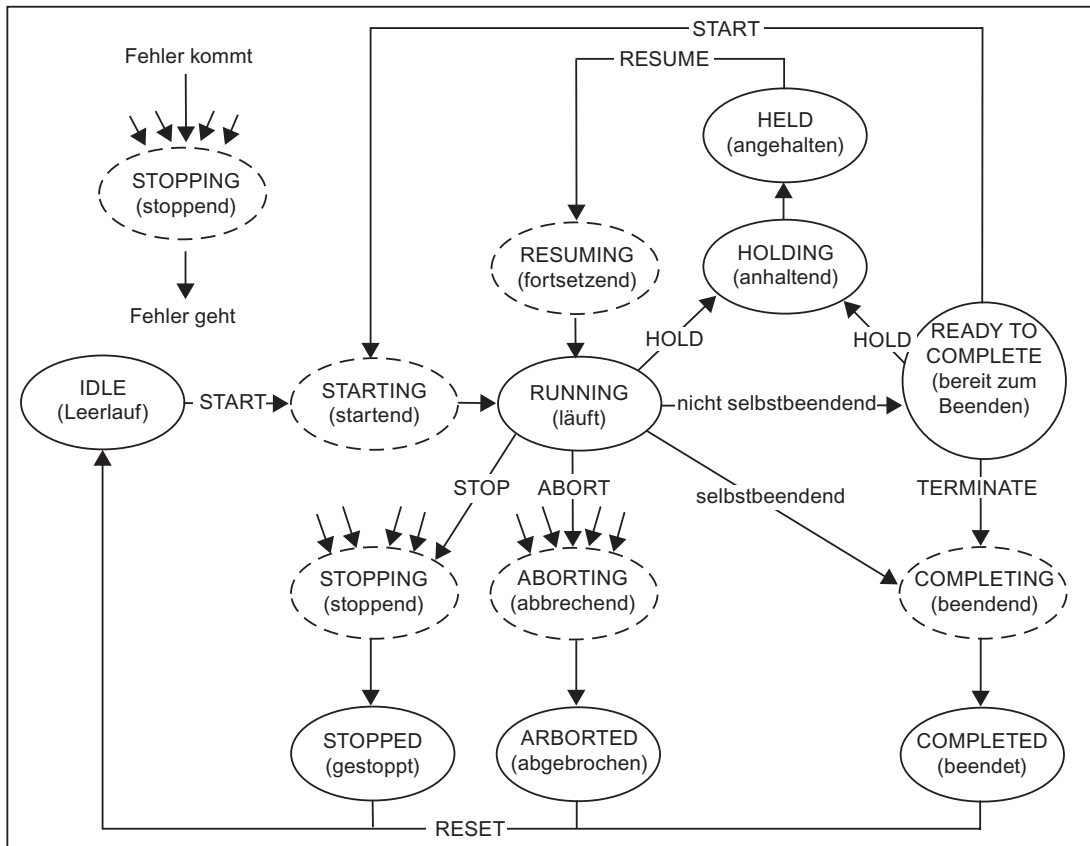 START
Fehler kommt
RESUME
HELD
(angehalten)
STOPPING
(stoppend)
RESUMING
(fortsetzend)
HOLDING
(anhaltend)
Fehler geht
HOLD
HOLD
READY TO
COMPLETE
(bereit zum
Beenden)
IDLE
(Leerlauf)
START
STARTING
(startend)
RUNNING
(läuft)
nicht selbstbeendend
STOP
ABORT
selbstbeendend
TERMINATE
STOPPING
(stoppend)
ABORTING
(abbrechend)
COMPLETING
(beendend)
STOPPED
(gestoppt)
ARBORTED
(abgebrochen)
COMPLETED
(beendet)
RESET